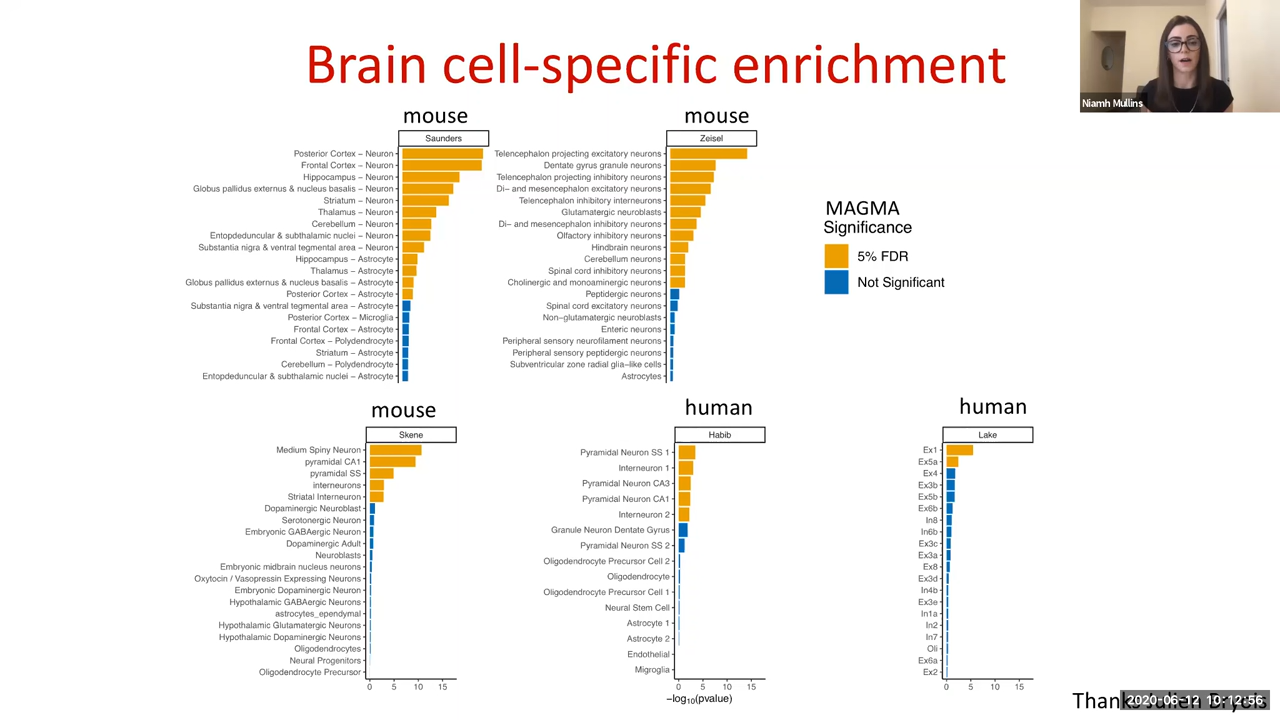 Brain cell-specific enrichment
Niamh Mullins
mouse
Saunders
Posterior Cortex – Neuron
Frontal Cortex – Neuron
Hippocampus – Neuron
Globus pallidus externus & nucleus basalis – Neuron
Striatum – Neuron
Thalamus – Neuron
Cerebellum – Neuron
Entopdeduncular & subthalamic nuclei – Neuron
Substantia nigra & ventral tegmental area – Neuron
Hippocampus – Astrocyte
Thalamus – Astrocyte
Globus pallidus externus & nucleus basalis – Astrocyte
Posterior Cortex – Astrocyte
Substantia nigra & ventral tegmental area – Astrocyte
Posterior Cortex – Microglia
Frontal Cortex – Astrocyte
Frontal Cortex – Polydendrocyte
Striatum – Astrocyte
Cerebellum – Polydendrocyte
Entopdeduncular & subthalamic nuclei – Astrocyte
mouse
Zeisel
Telencephalon projecting excitatory neurons
Dentate gyrus granule neurons
Telencephalon projecting inhibitory neurons
Di– and mesencephalon excitatory neurons
Telencephalon inhibitory interneurons
Glutamatergic neuroblasts
Di– and mesencephalon inhibitory neurons
Olfactory inhibitory neurons
Hindbrain neurons
Cerebellum neurons
Spinal cord inhibitory neurons
Cholinergic and monoaminergic neurons
Peptidergic neurons
Spinal cord excitatory neurons
Non–glutamatergic neuroblasts
Enteric neurons
Peripheral sensory neurofilament neurons
Peripheral sensory peptidergic neurons
Subventricular zone radial glia–like cells
Astrocytes
MAGMA
Significance
5% FDR
Not Significant
mouse
Skene
Medium Spiny Neuron
pyramidal CA1
pyramidal SS
interneurons
Striatal Interneuron
Dopaminergic Neuroblast
Serotonergic Neuron
Embryonic GABAergic Neuron
Dopaminergic Adult
Neuroblasts
Embryonic midbrain nucleus neurons
Oxytocin / Vasopressin Expressing Neurons
Embryonic Dopaminergic Neuron
Hypothalamic GABAergic Neurons
astrocytes_ependymal
Hypothalamic Glutamatergic Neurons
Hypothalamic Dopaminergic Neurons
Oligodendrocytes
Neural Progenitors
Oligodendrocyte Precursor
0 5 10 15
human
Habib
Pyramidal Neuron SS 1
Interneuron 1
Pyramidal Neuron CA3
Pyramidal Neuron CA1
Interneuron 2
Granule Neuron Dentate Gyrus
Pyramidal Neuron SS 2
Oligodendrocyte Precursor Cell 2
Oligodendrocyte
Oligodendrocyte Precursor Cell 1
Neural Stem Cell
Astrocyte 1
Astrocyte 2
Endothelial
Migroglia
0 5 10 15
−log10(pvalue)
human
Lake
Ex1
Ex5a
Ex4
Ex3b
Ex5b
Ex6b
In8
In6b
Ex3c
Ex3a
Ex8
Ex3d
In4b
Ex3e
In1a
In2
In7
Oli
Ex6a
Ex2
0 5 10 15
Thanks
2020-06-12 10:12:56